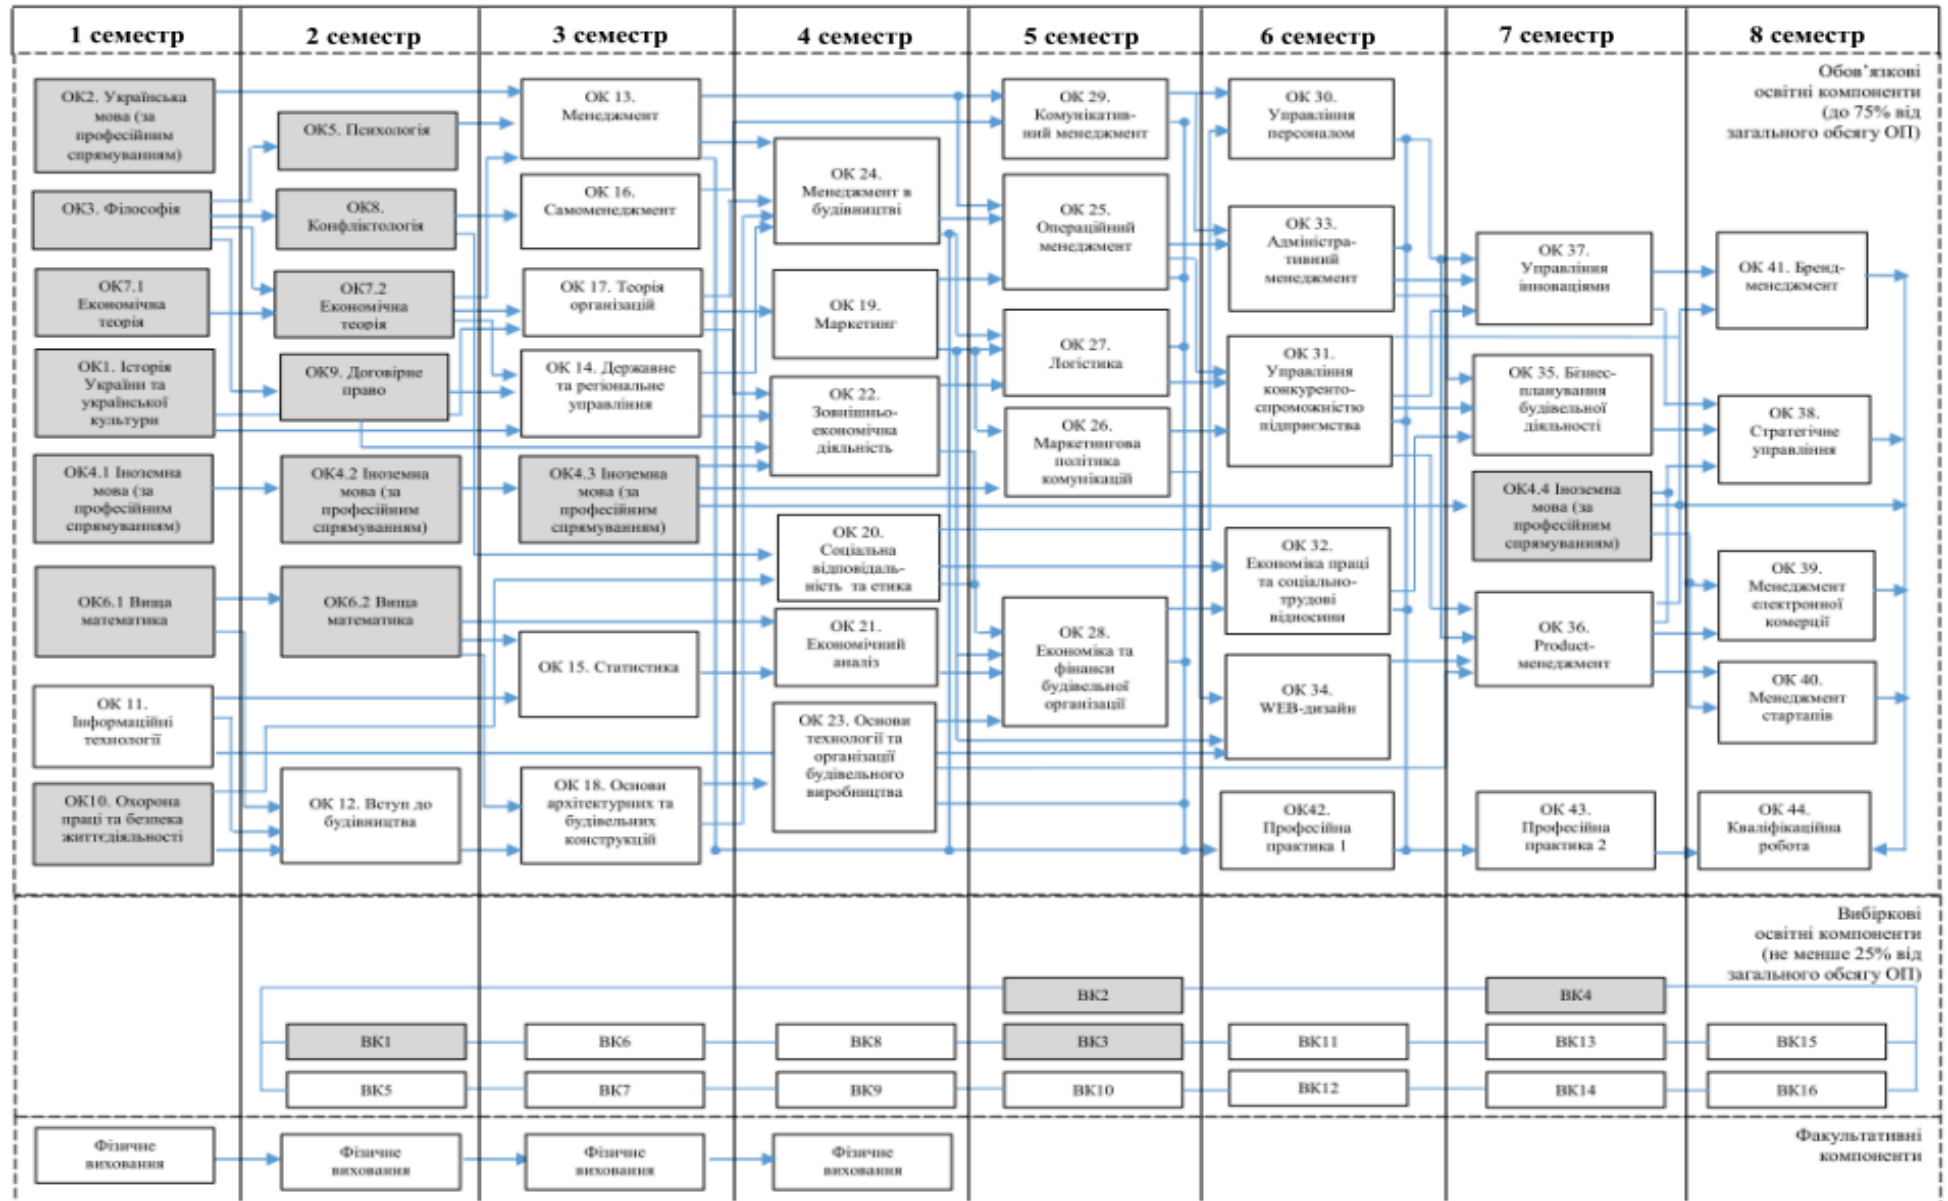 1 семестр
2 семестр
3 семестр
4 семестр
5 семестр
6 семестр
7 семестр
8 семестр
Обов’язкові
освітні компоненти
(до 75% від
загального обсягу ОП)
ОК2. Українська
мова (за
професійним
спрямуванням)
ОК3. Філософія
ОК7.1
Економічна
теорія
ОК1. Історія
України та
української
культури
ОК4.1 Іноземна
мова (за
професійним
спрямуванням)
ОК6.1 Вища
математика
ОК 11.
Інформаційні
технології
ОК10. Охорона
праці та безпека
життєдіяльності
ОК5. Психологія
ОК8.
Конфліктологія
ОК7.2
Економічна
теорія
ОК9. Договірне
право
ОК4.2 Іноземна
мова (за
професійним
спрямуванням)
ОК6.2 Вища
математика
ОК 12. Вступ до
будівництва
ОК 13.
Менеджмент
ОК 16.
Самоменеджмент
ОК 17. Теорія
організацій
ОК 14. Державне
та регіональне
управління
ОК4.3 Іноземна
мова (за
професійним
спрямуванням)
ОК 15. Статистика
ОК 18. Основи
архітектурних та
будівельних
конструкцій
ОК 24.
Менеджмент в
будівництві
ОК 19.
Маркетинг
ОК 22.
Зовнішньо-
економічна
діяльність
ОК 20.
Соціальна
відповідаль-
ність та етика
ОК 21.
Економічний
аналіз
ОК 23. Основи
технології та
організації
будівельного
виробництва
ОК 29.
Комунікатив-
ний менеджмент
ОК 25.
Операційний
менеджмент
ОК 27.
Логістика
ОК 26.
Маркетингова
політика
комунікацій
ОК 28.
Економіка та
фінанси
будівельної
організації
ОК 30.
Управління
персоналом
ОК 33.
Адміністра-
тивний
менеджмент
ОК 31.
Управління
конкуренто-
спроможністю
підприємства
ОК 32.
Економіка праці
та соціально-
трудові
відносини
ОК 34.
WEB-дизайн
ОК42.
Професійна
практика 1
ОК 37.
Управління
інноваціями
ОК 35. Бізнес-
планування
будівельної
діяльності
ОК4.4 Іноземна
мова (за
професійним
спрямуванням)
ОК 36.
Product-
менеджмент
ОК 43.
Професійна
практика 2
ОК 41. Бренд-
менеджмент
ОК 38.
Стратегічне
управління
ОК 39.
Менеджмент
електронної
комерції
ОК 40.
Менеджмент
стартапів
ОК 44.
Кваліфікаційна
робота
Вибіркові
освітні компоненти
(не менше 25% від
загального обсягу ОП)
ВК2
ВК4
ВК1
ВК6
ВК8
ВК3
ВК11
ВК13
ВК15
ВК5
ВК7
ВК9
ВК10
ВК12
ВК14
ВК16
Факультативні
компоненти
Фізичне
виховання
Фізичне
виховання
Фізичне
виховання
Фізичне
виховання